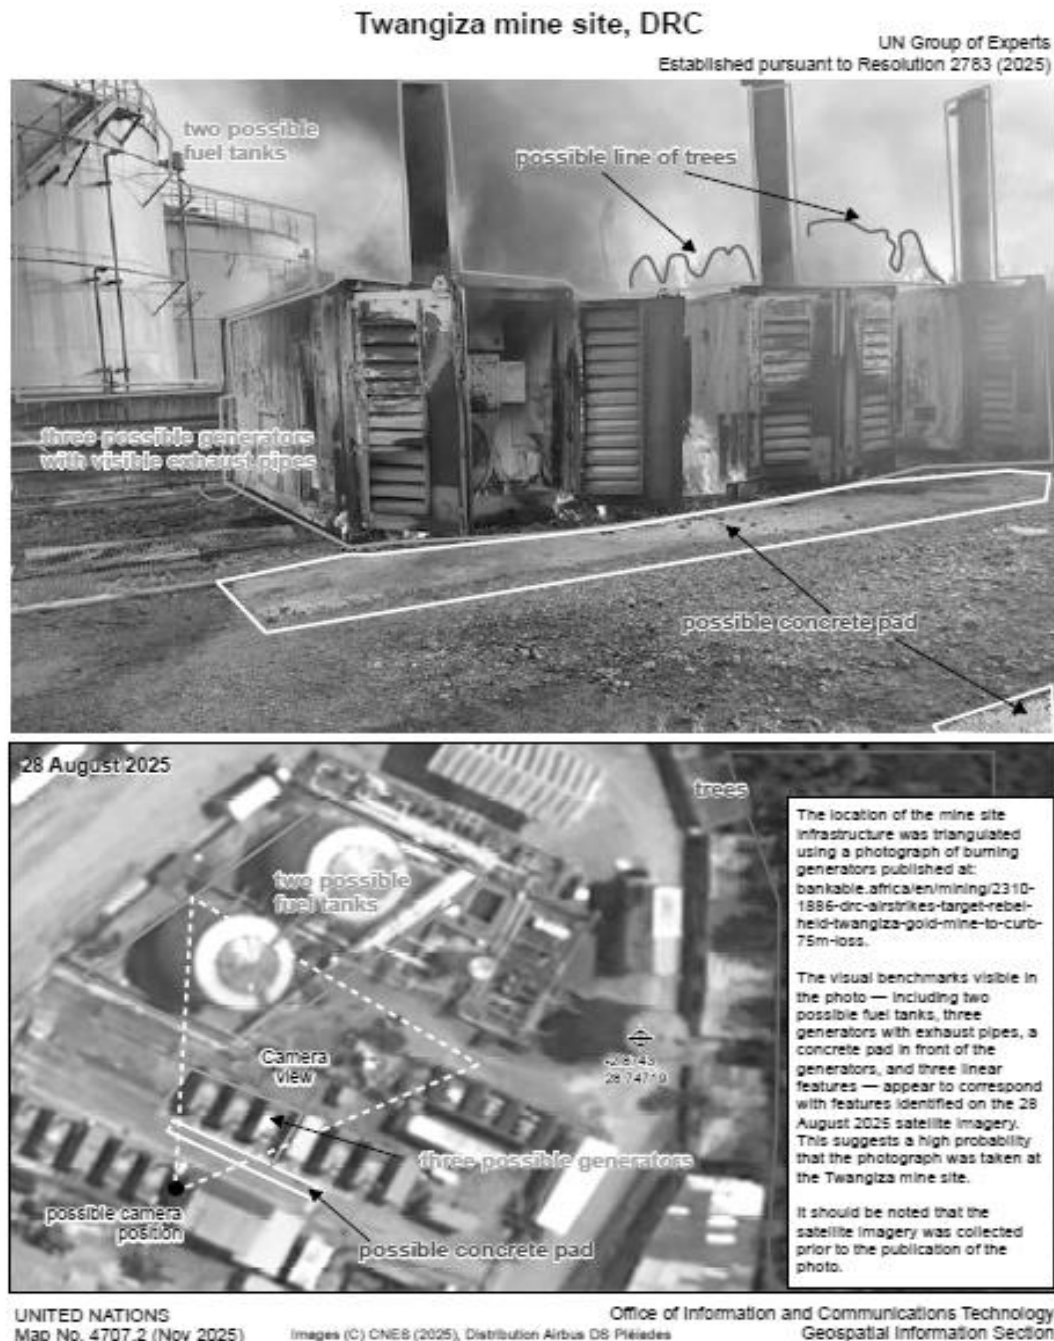 Twangiza mine site, DRC
UN Group of Experts
Established pursuant to Resolution 2783 (2025)
two possible
fuel tanks
possible line of trees
three possible generators
with visible exhaust pipes
possible concrete pad
28 August 2025
trees
two possible
fuel tanks
Camera
view
three possible generators
possible camera
position
possible concrete pad
The location of the mine site
infrastructure was triangulated
using a photograph of burning
generators published at:
bankable.africa/en/mining/2310-
1886-drc-airstrikes-target-rebel-
held-twangiza-gold-mine-to-curb-
75m-loss.
The visual benchmarks visible in
the photo — including two
possible fuel tanks, three
generators with exhaust pipes, a
concrete pad in front of the
generators, and three linear
features — appear to correspond
with features identified on the 28
August 2025 satellite imagery.
This suggests a high probability
that the photograph was taken at
the Twangiza mine site.
It should be noted that the
satellite imagery was collected
prior to the publication of the
photo.
UNITED NATIONS
Map No. 4707.2 (Nov 2025)
Images (C) CNES (2025), Distribution Airbus DS Pléiades
Office of Information and Communications Technology
Geospatial Information Section